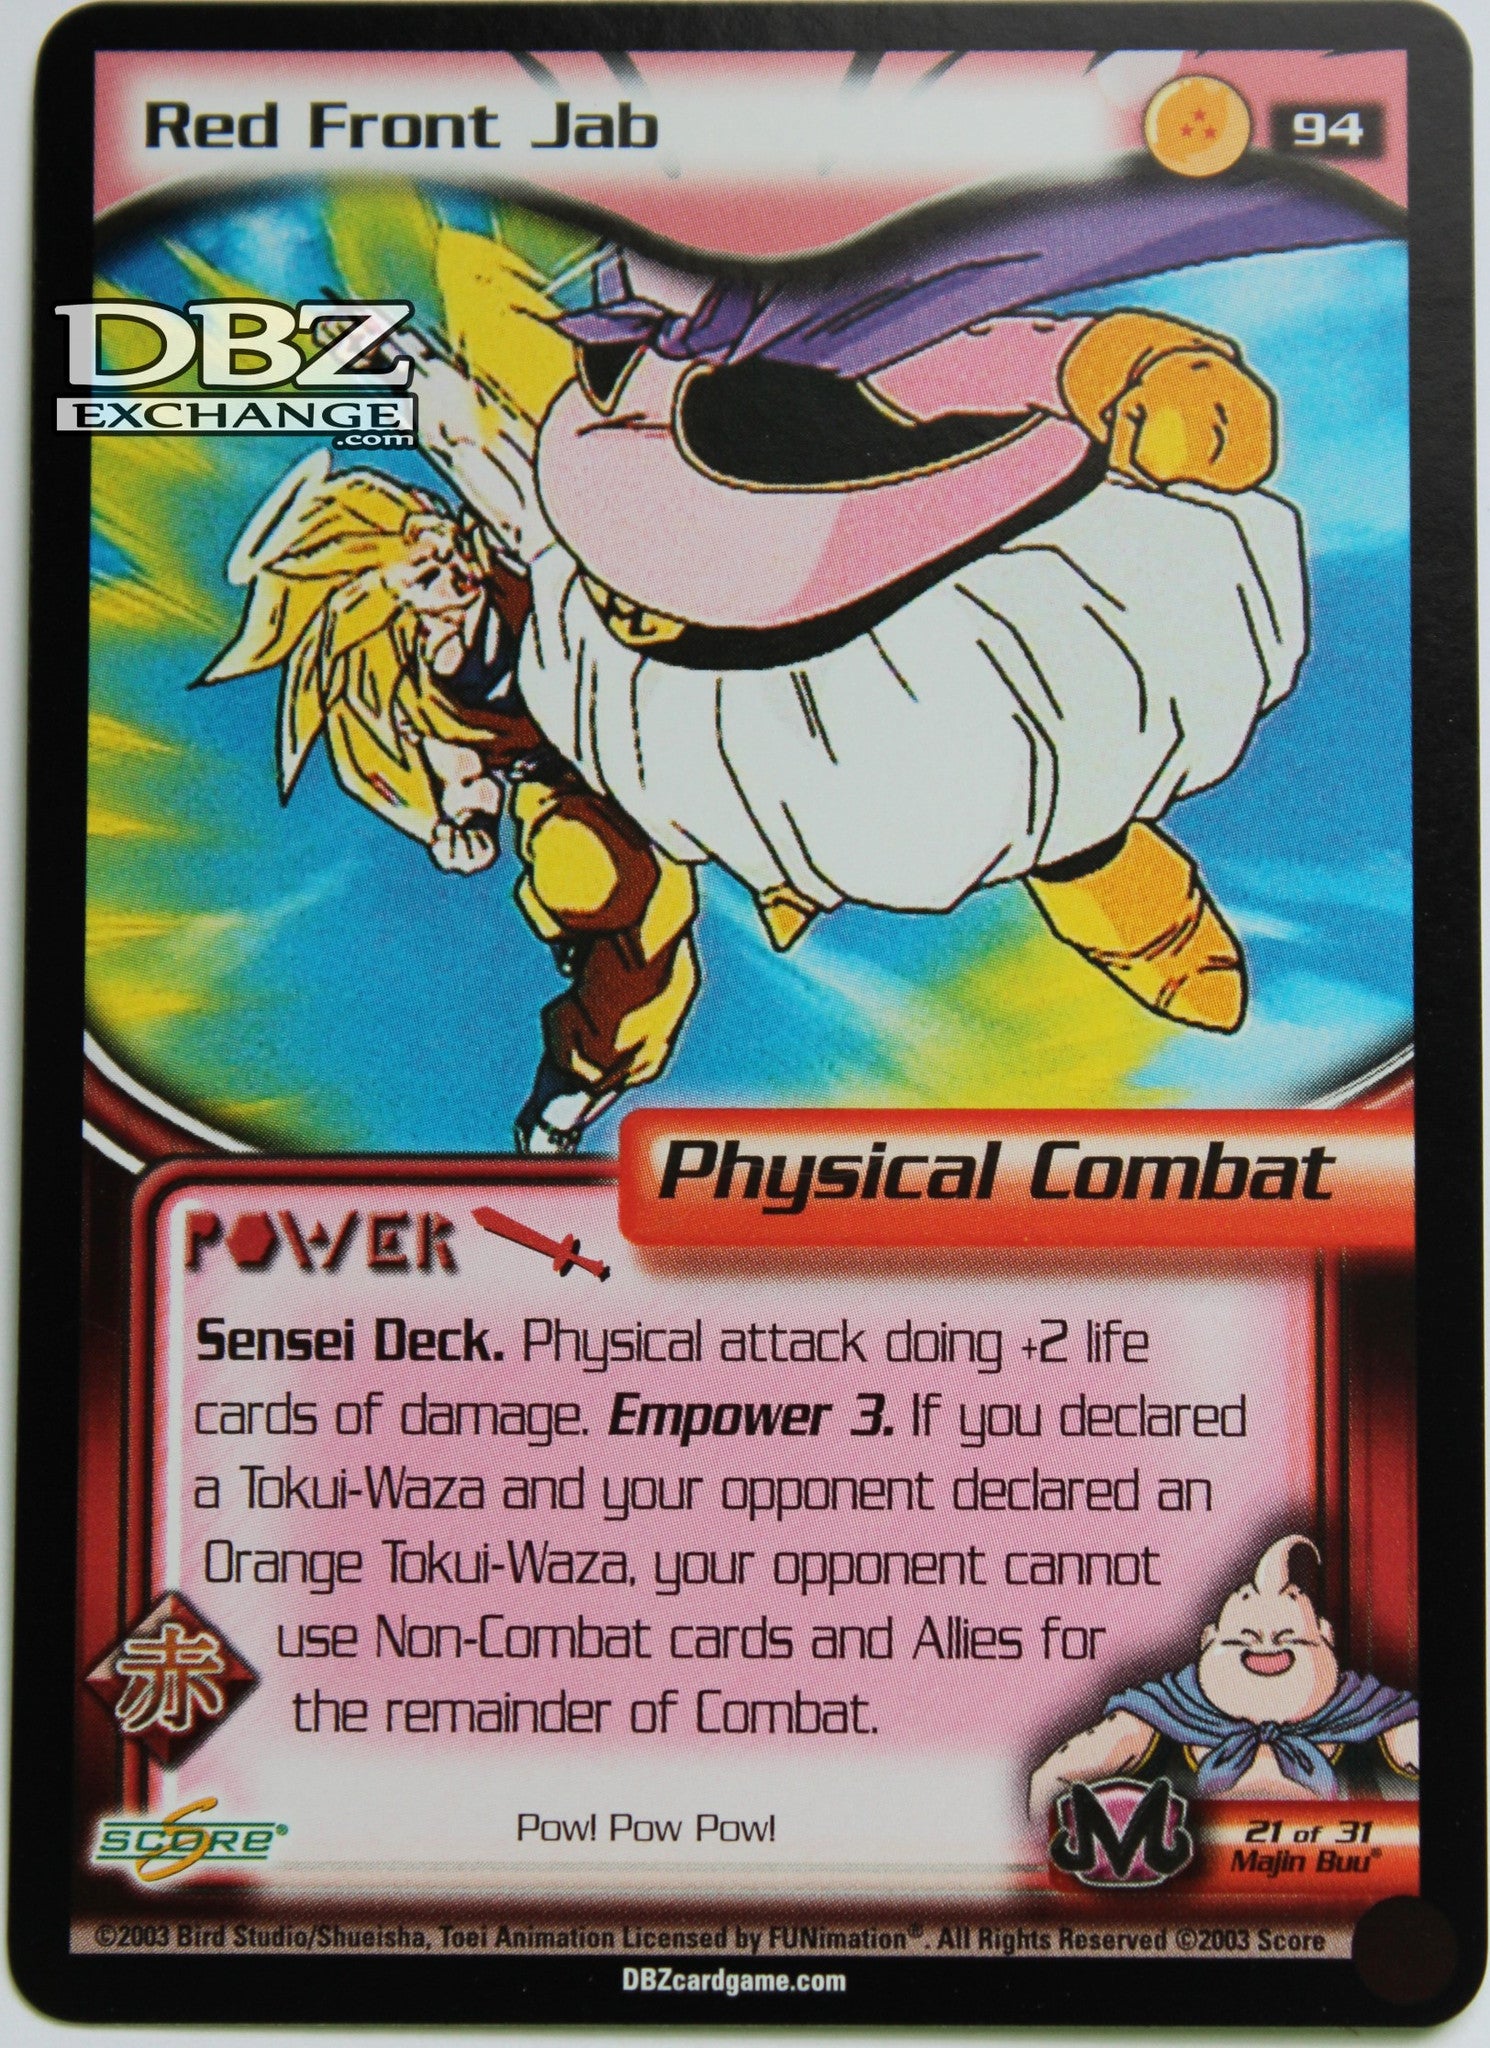 Red Front Jab
94
DBZ
EXCHANGE
.com
Physical Combat
POWER
Sensei Deck. Physical attack doing +2 life
cards of damage. Empower 3. If you declared
a Tokui-Waza and your opponent declared an
Orange Tokui-Waza, your opponent cannot
use Non-Combat cards and Allies for
the remainder of Combat.
赤
Pow! Pow Pow!
SCORE®
M
21 of 31
Majin Buu®
©2003 Bird Studio/Shueisha, Toei Animation Licensed by FUNimation®. All Rights Reserved ©2003 Score
DBZcardgame.com